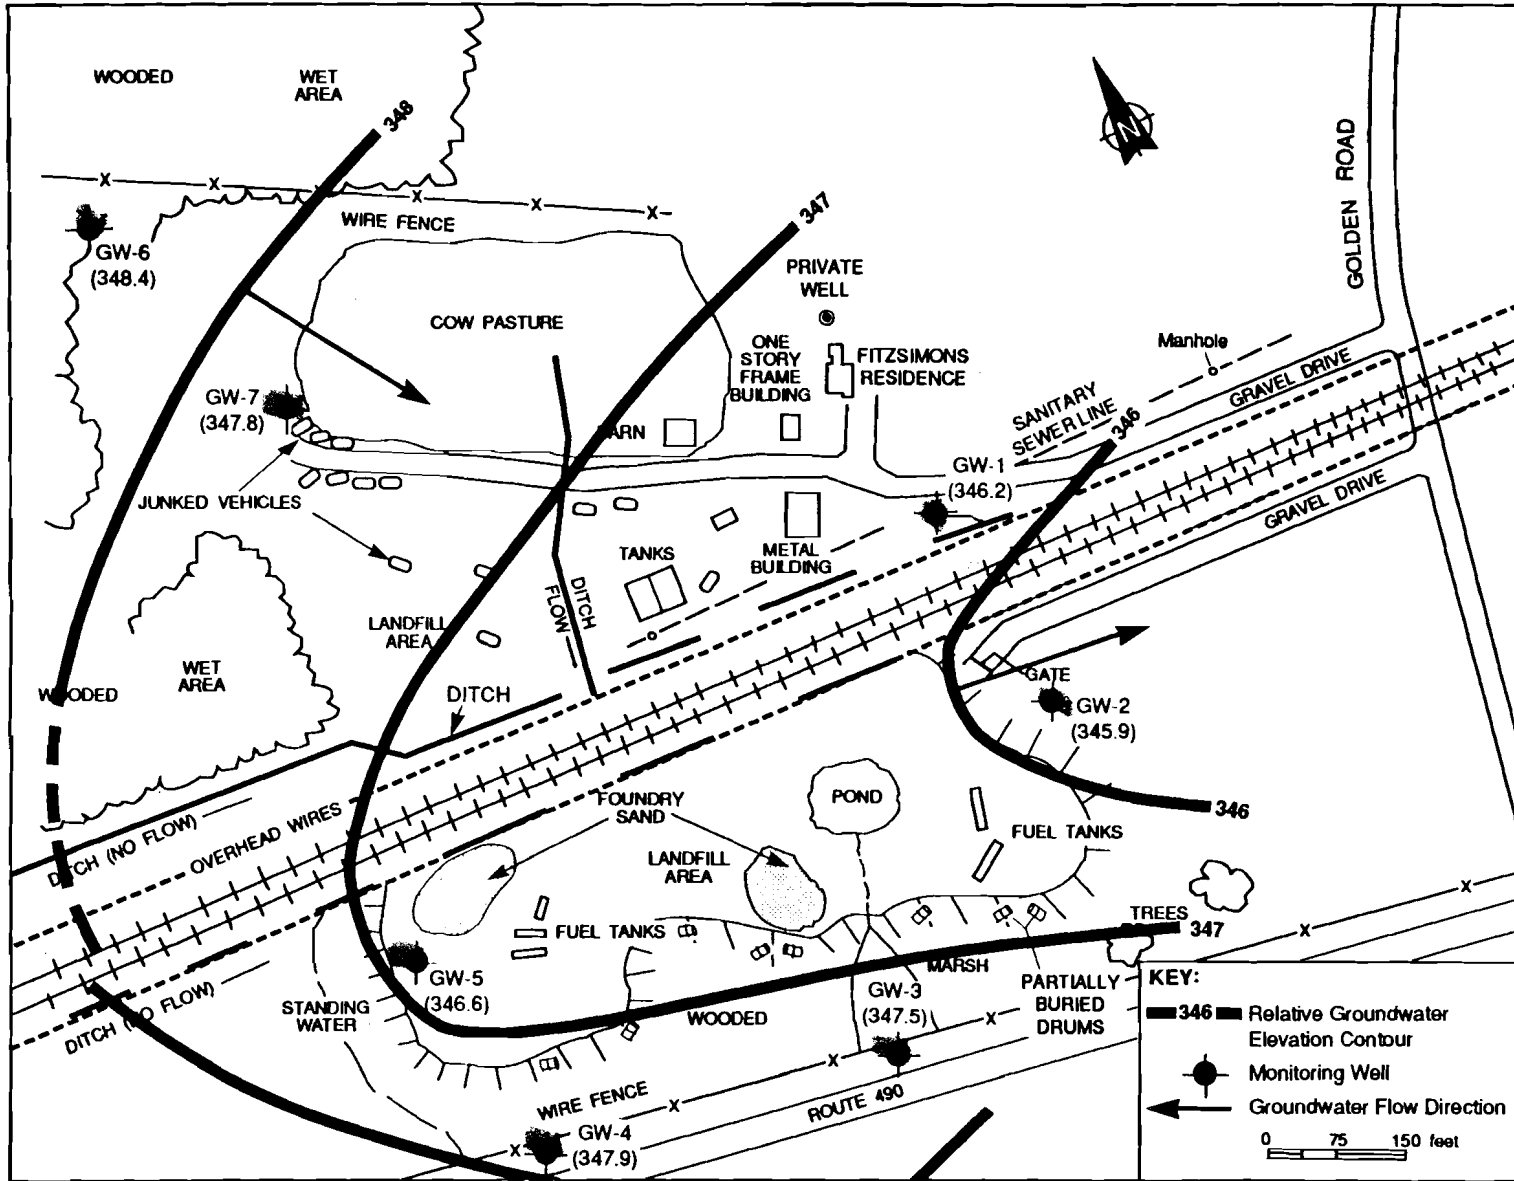 WOODED
WET
AREA
348
WIRE FENCE
GW-6
(348.4)
347
PRIVATE
WELL
N
GOLDEN ROAD
COW PASTURE
ONE
STORY
FRAME
BUILDING
FITZSIMONS
RESIDENCE
Manhole
GRAVEL DRIVE
SANITARY
SEWER LINE
346
GW-7
(347.8)
BARN
GW-1
(346.2)
JUNKED VEHICLES
GRAVEL DRIVE
TANKS
METAL
BUILDING
DITCH
FLOW
LANDFILL
AREA
WET
AREA
WOODED
DITCH
GATE
GW-2
(345.9)
FOUNDRY
SAND
POND
346
FUEL TANKS
OVERHEAD WIRES
DITCH (NO FLOW)
LANDFILL
AREA
TREES
347
FUEL TANKS
MARSH
GW-5
(346.6)
GW-3
(347.5)
PARTIALLY
BURIED
DRUMS
STANDING
WATER
WOODED
DITCH (NO FLOW)
WIRE FENCE
ROUTE 490
GW-4
(347.9)
KEY:
346 Relative Groundwater
Elevation Contour
Monitoring Well
Groundwater Flow Direction
0 75 150 feet